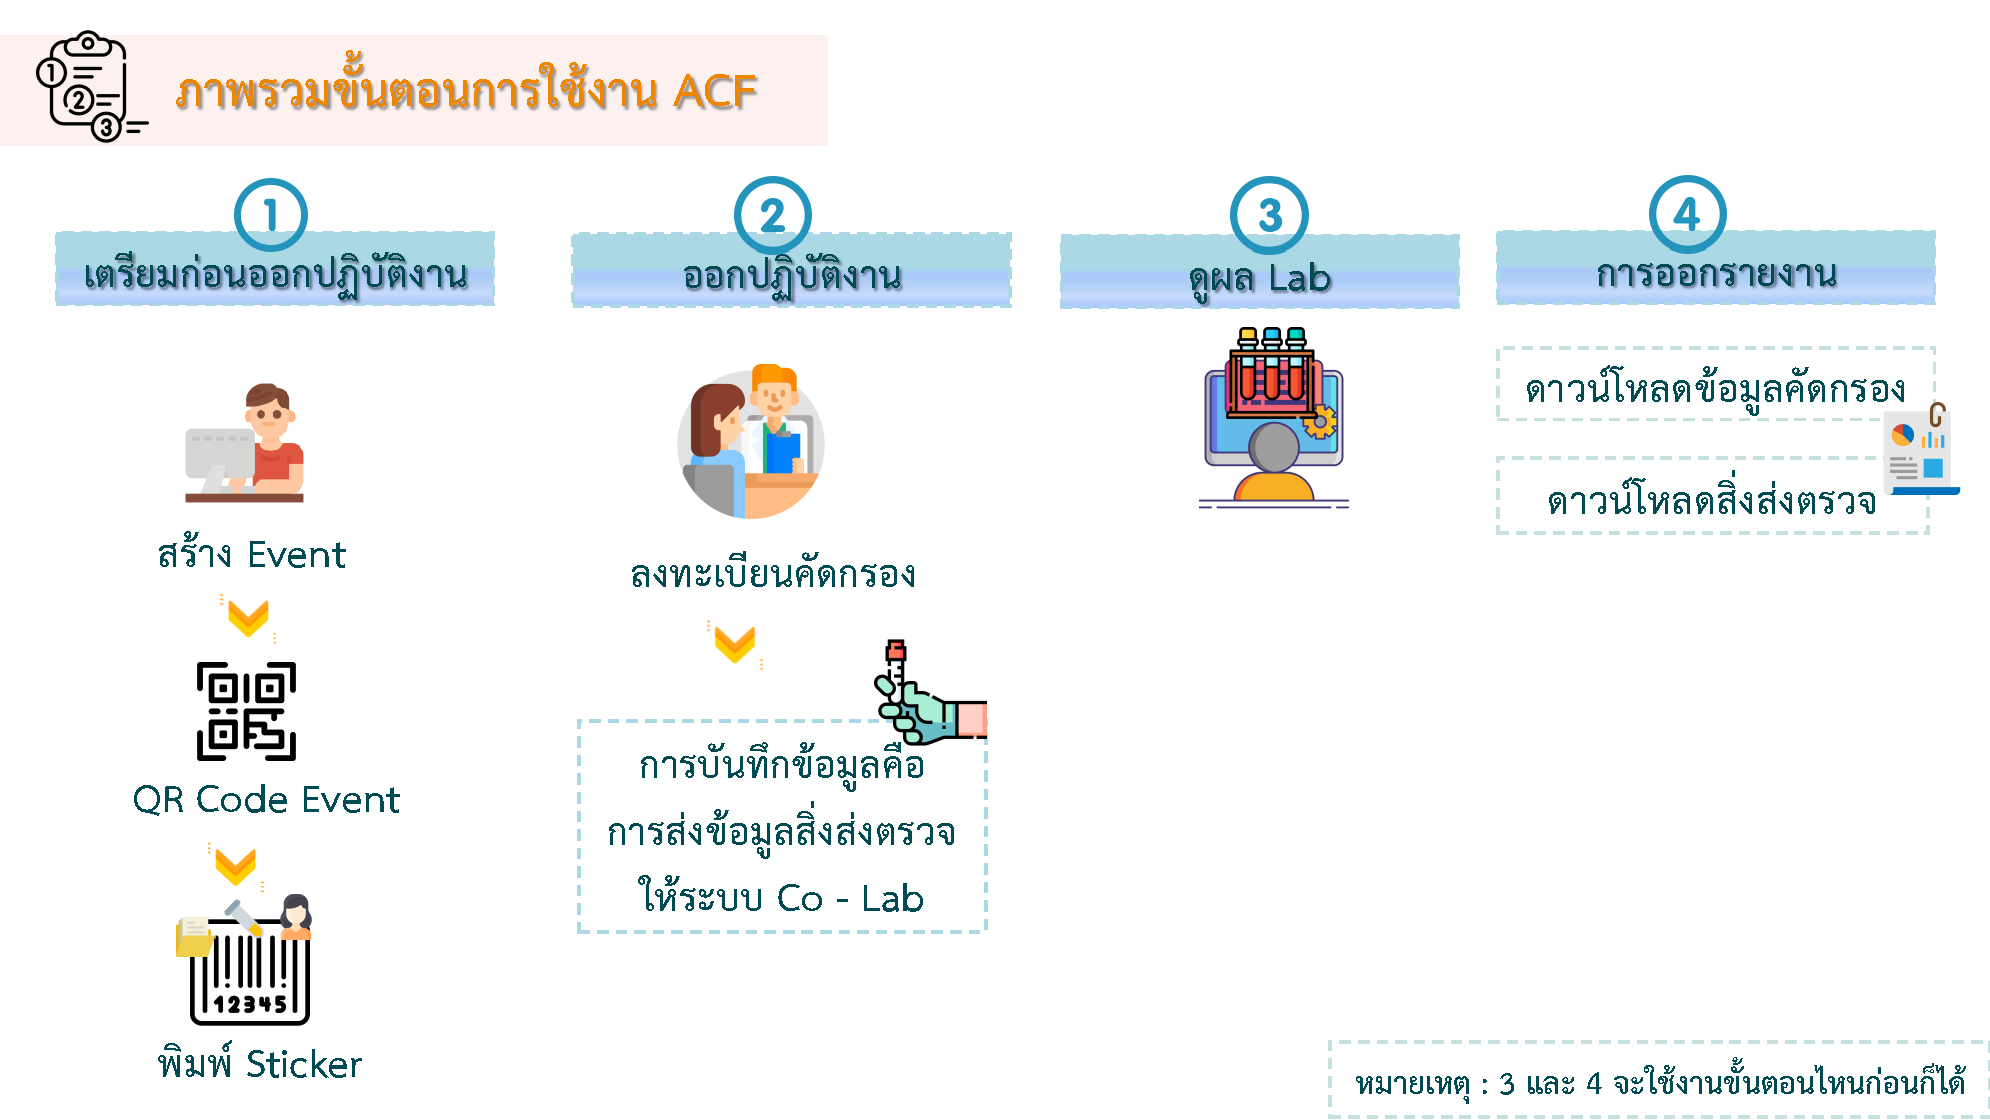 ภาพรวมขั้นตอนการใช้งาน ACF
1
เตรียมก่อนออกปฏิบัติงาน
สร้าง Event
QR Code Event
12345
พิมพ์ Sticker
2
ออกปฏิบัติงาน
ลงทะเบียนคัดกรอง
การบันทึกข้อมูลคือ
การส่งข้อมูลสิ่งส่งตรวจ
ให้ระบบ Co - Lab
3
ดูผล Lab
4
การออกรายงาน
ดาวน์โหลดข้อมูลคัดกรอง
ดาวน์โหลดสิ่งส่งตรวจ
หมายเหตุ : 3 และ 4 จะใช้งานขั้นตอนไหนก่อนก็ได้